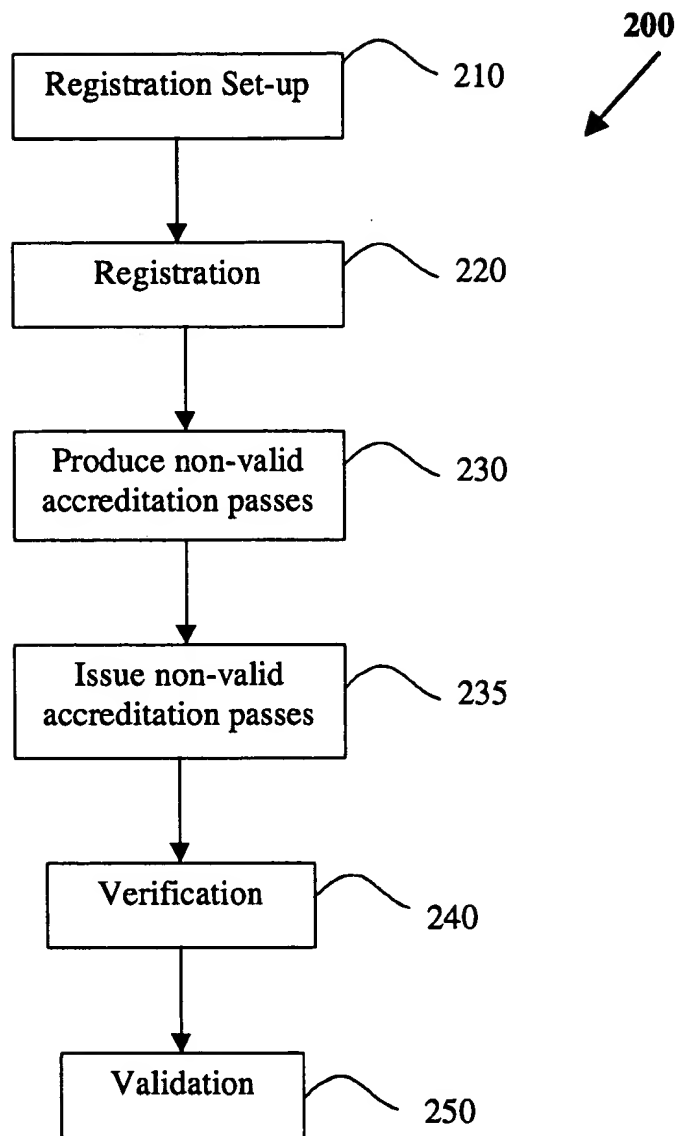 200
Registration Set-up
210
Registration
220
Produce non-valid
accreditation passes
230
Issue non-valid
accreditation passes
235
Verification
240
Validation
250